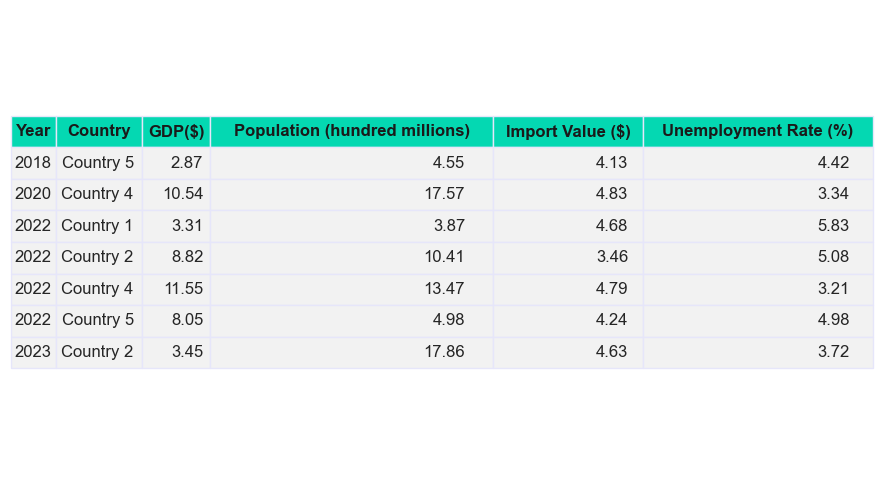 Year Country GDP($) Population (hundred millions) Import Value ($) Unemployment Rate (%)
2018 Country 5 2.87 4.55 4.13 4.42
2020 Country 4 10.54 17.57 4.83 3.34
2022 Country 1 3.31 3.87 4.68 5.83
2022 Country 2 8.82 10.41 3.46 5.08
2022 Country 4 11.55 13.47 4.79 3.21
2022 Country 5 8.05 4.98 4.24 4.98
2023 Country 2 3.45 17.86 4.63 3.72